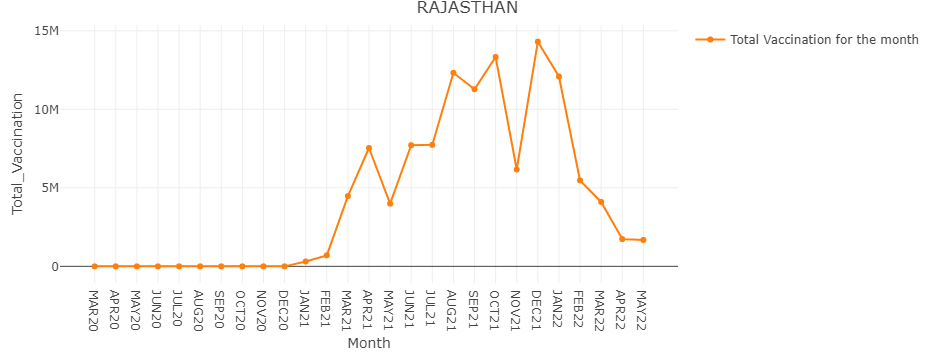 RAJASTHAN
Total Vaccination for the month
Total_Vaccination
15M
10M
5M
0
MAR20 APR20 MAY20 JUN20 JUL20 AUG20 SEP20 OCT20 NOV20 DEC20 JAN21 FEB21 MAR21 APR21 MAY21 JUN21 JUL21 AUG21 SEP21 OCT21 NOV21 DEC21 JAN22 FEB22 MAR22 APR22 MAY22
Month